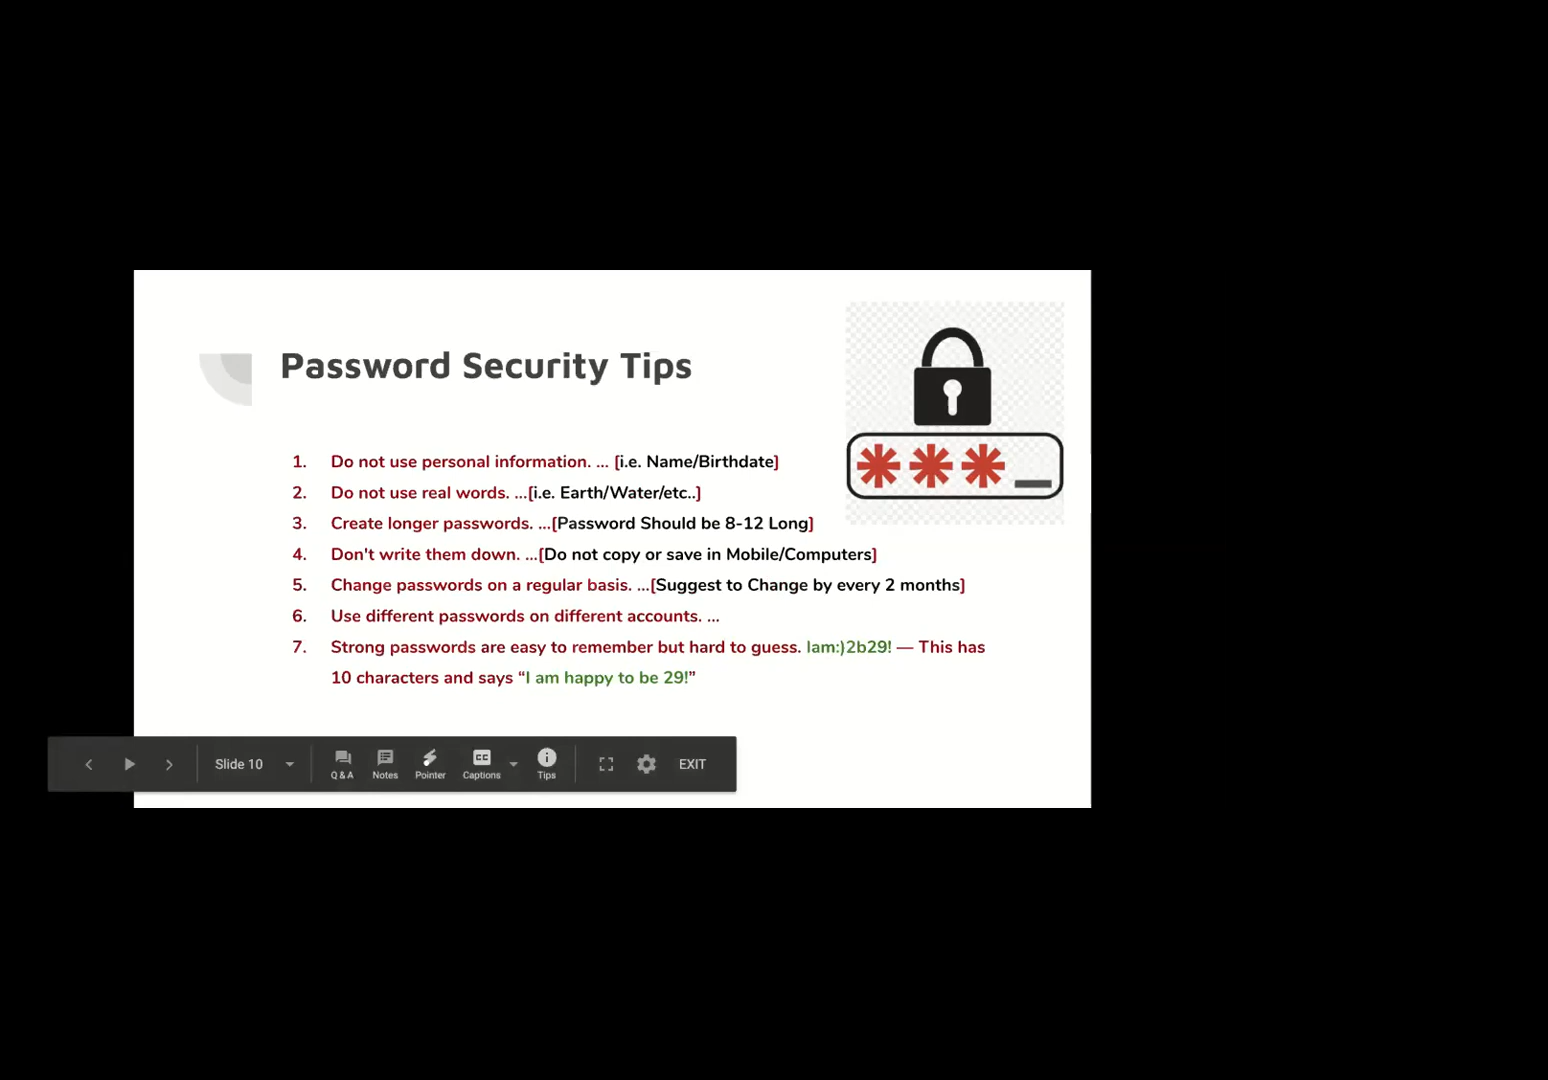 Password Security Tips
1. Do not use personal information. ... [i.e. Name/Birthdate]
2. Do not use real words. ...[i.e. Earth/Water/etc..]
3. Create longer passwords. ...[Password Should be 8-12 Long]
4. Don't write them down. ...[Do not copy or save in Mobile/Computers]
5. Change passwords on a regular basis. ...[Suggest to Change by every 2 months]
6. Use different passwords on different accounts. ...
7. Strong passwords are easy to remember but hard to guess. Iam:)2b29! — This has
10 characters and says “I am happy to be 29!”
Slide 10
Q & A
Notes
Pointer
CC
Captions
Tips
EXIT